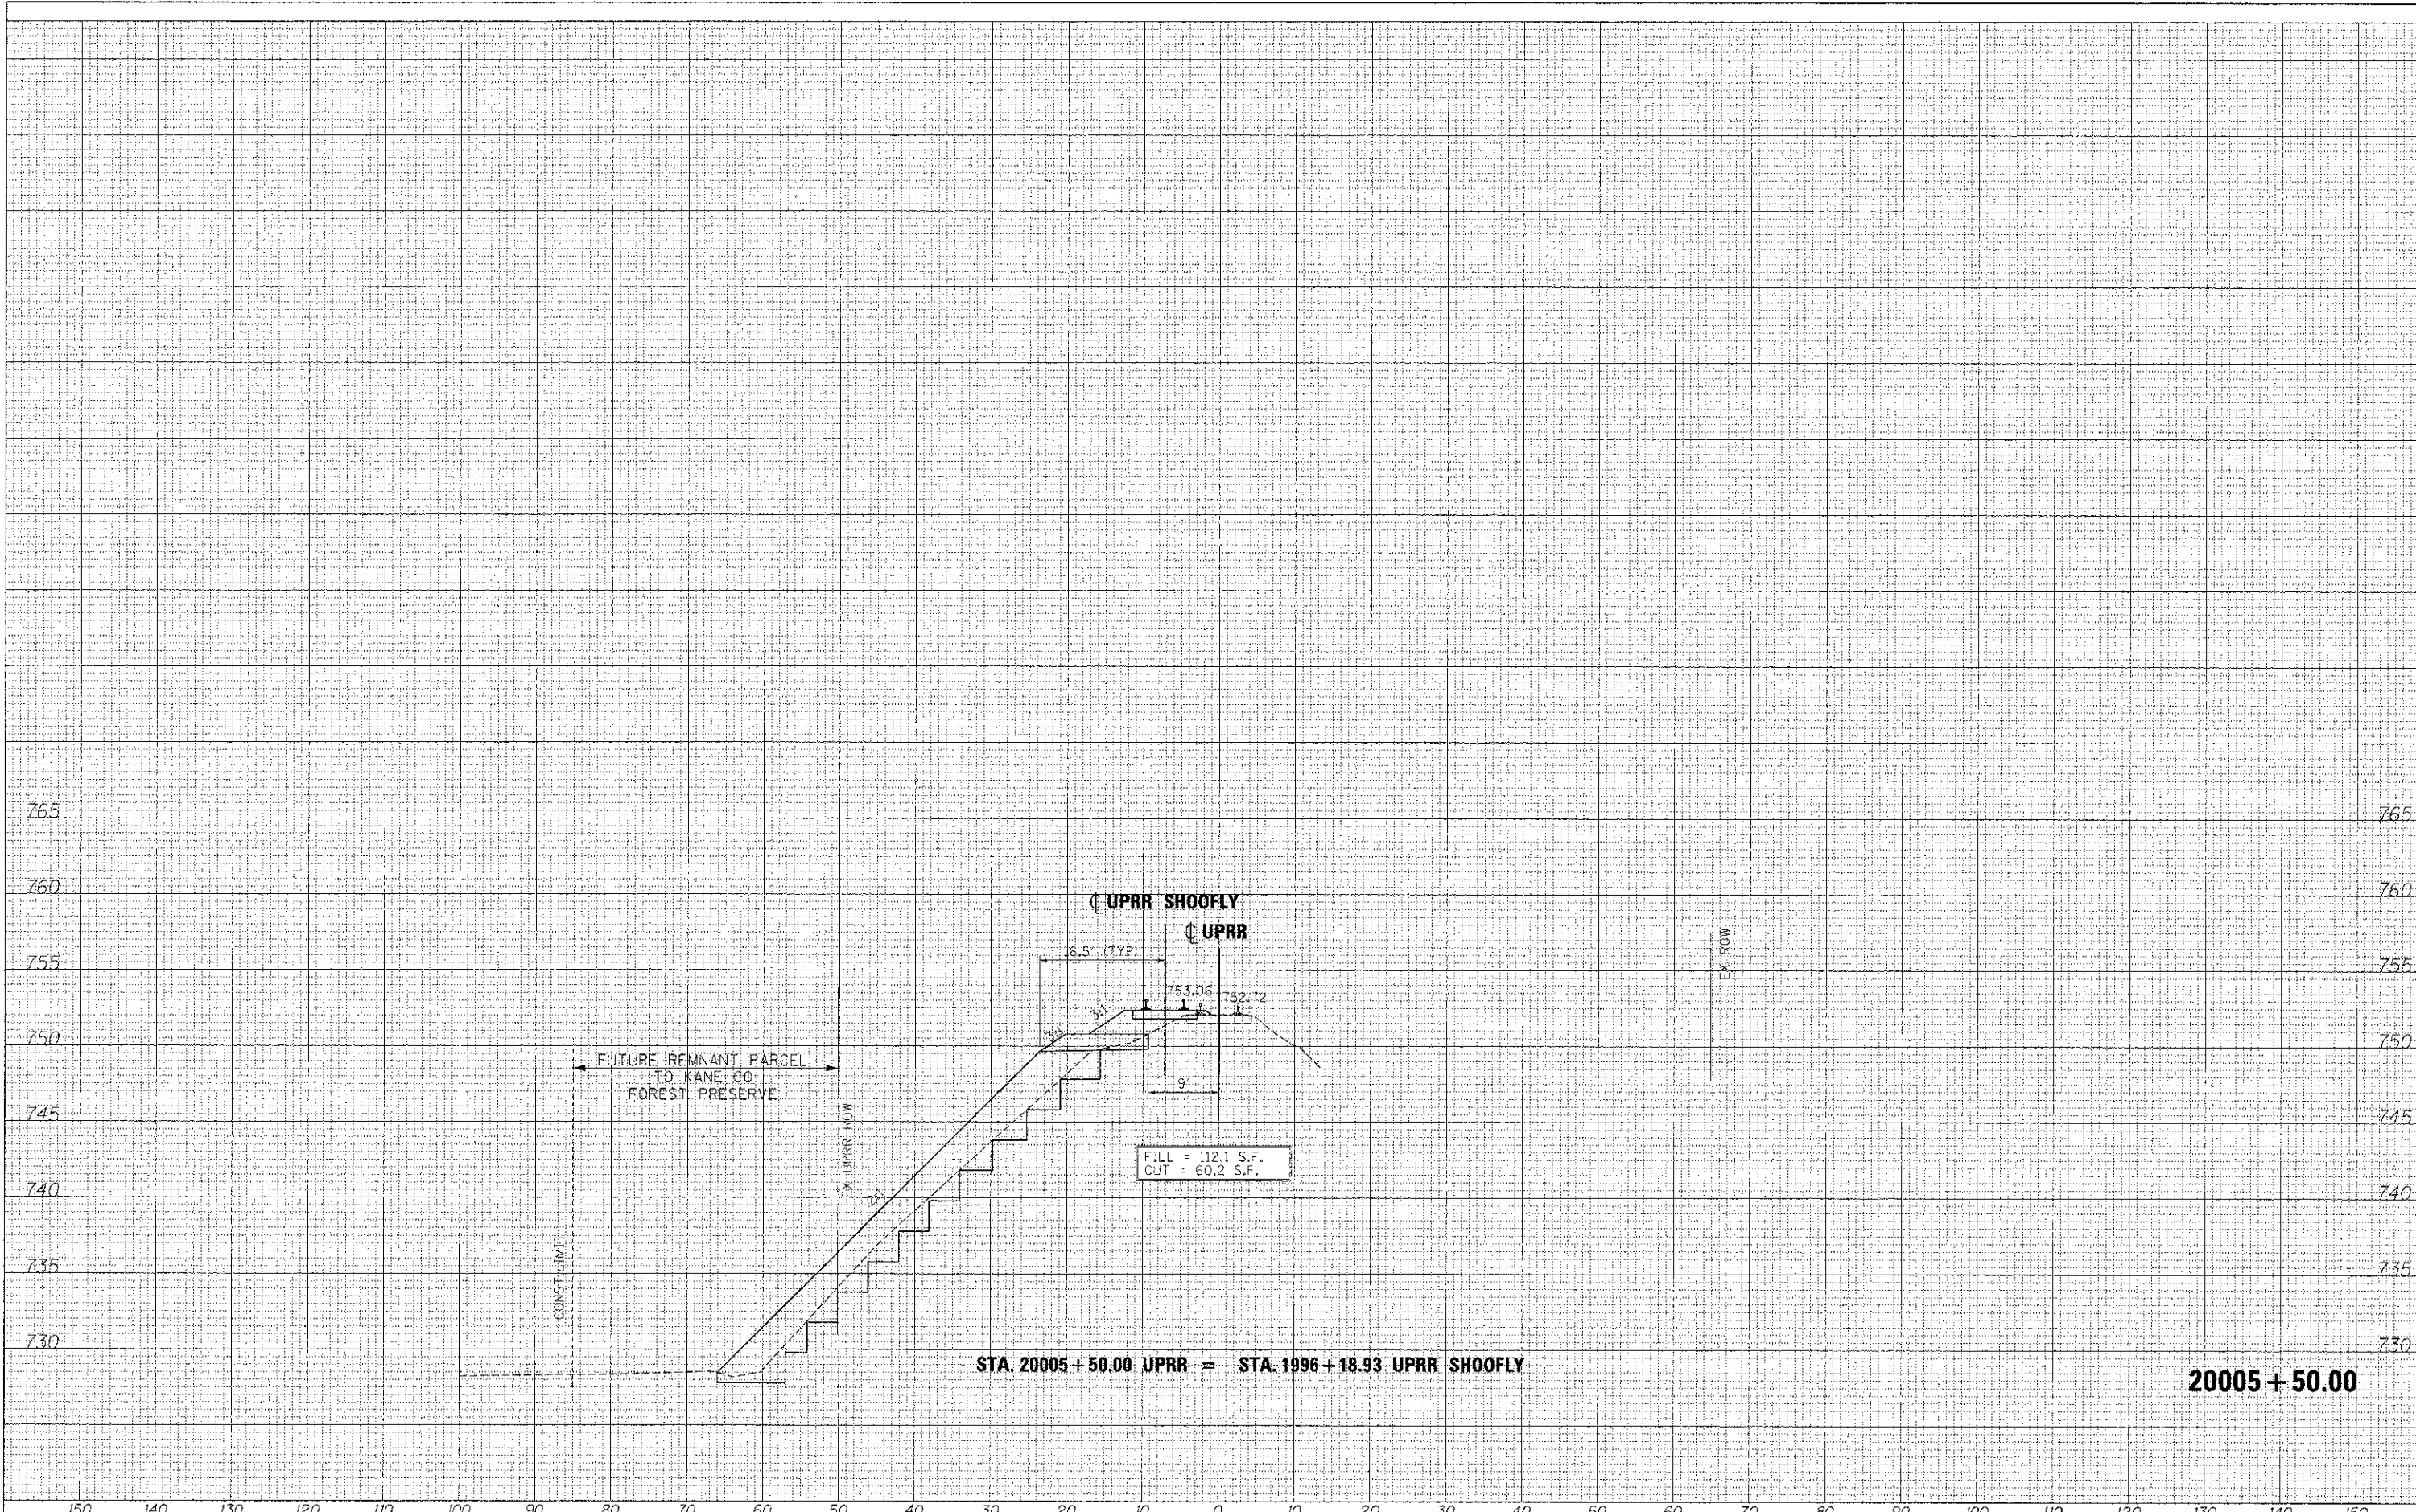 765 765
760 760
℄ UPRR SHOOFLY
℄ UPRR
755 755
16.5' (TYP)
EX ROW
753.06 752.72
3:1
3:1
750 750
FUTURE REMNANT PARCEL
TO KANE CO
FOREST PRESERVE
9'
745 745
X UPRR ROW
FILL = 112.1 S.F.
CUT = 60.2 S.F.
2:1
740 740
CONST. LIMIT
735 735
730 730
STA. 20005+50.00 UPRR = STA. 1996+18.93 UPRR SHOOFLY
20005+50.00
150 140 130 120 110 100 90 80 70 60 50 40 30 20 10 0 10 20 30 40 50 60 70 80 90 100 110 120 130 140 150